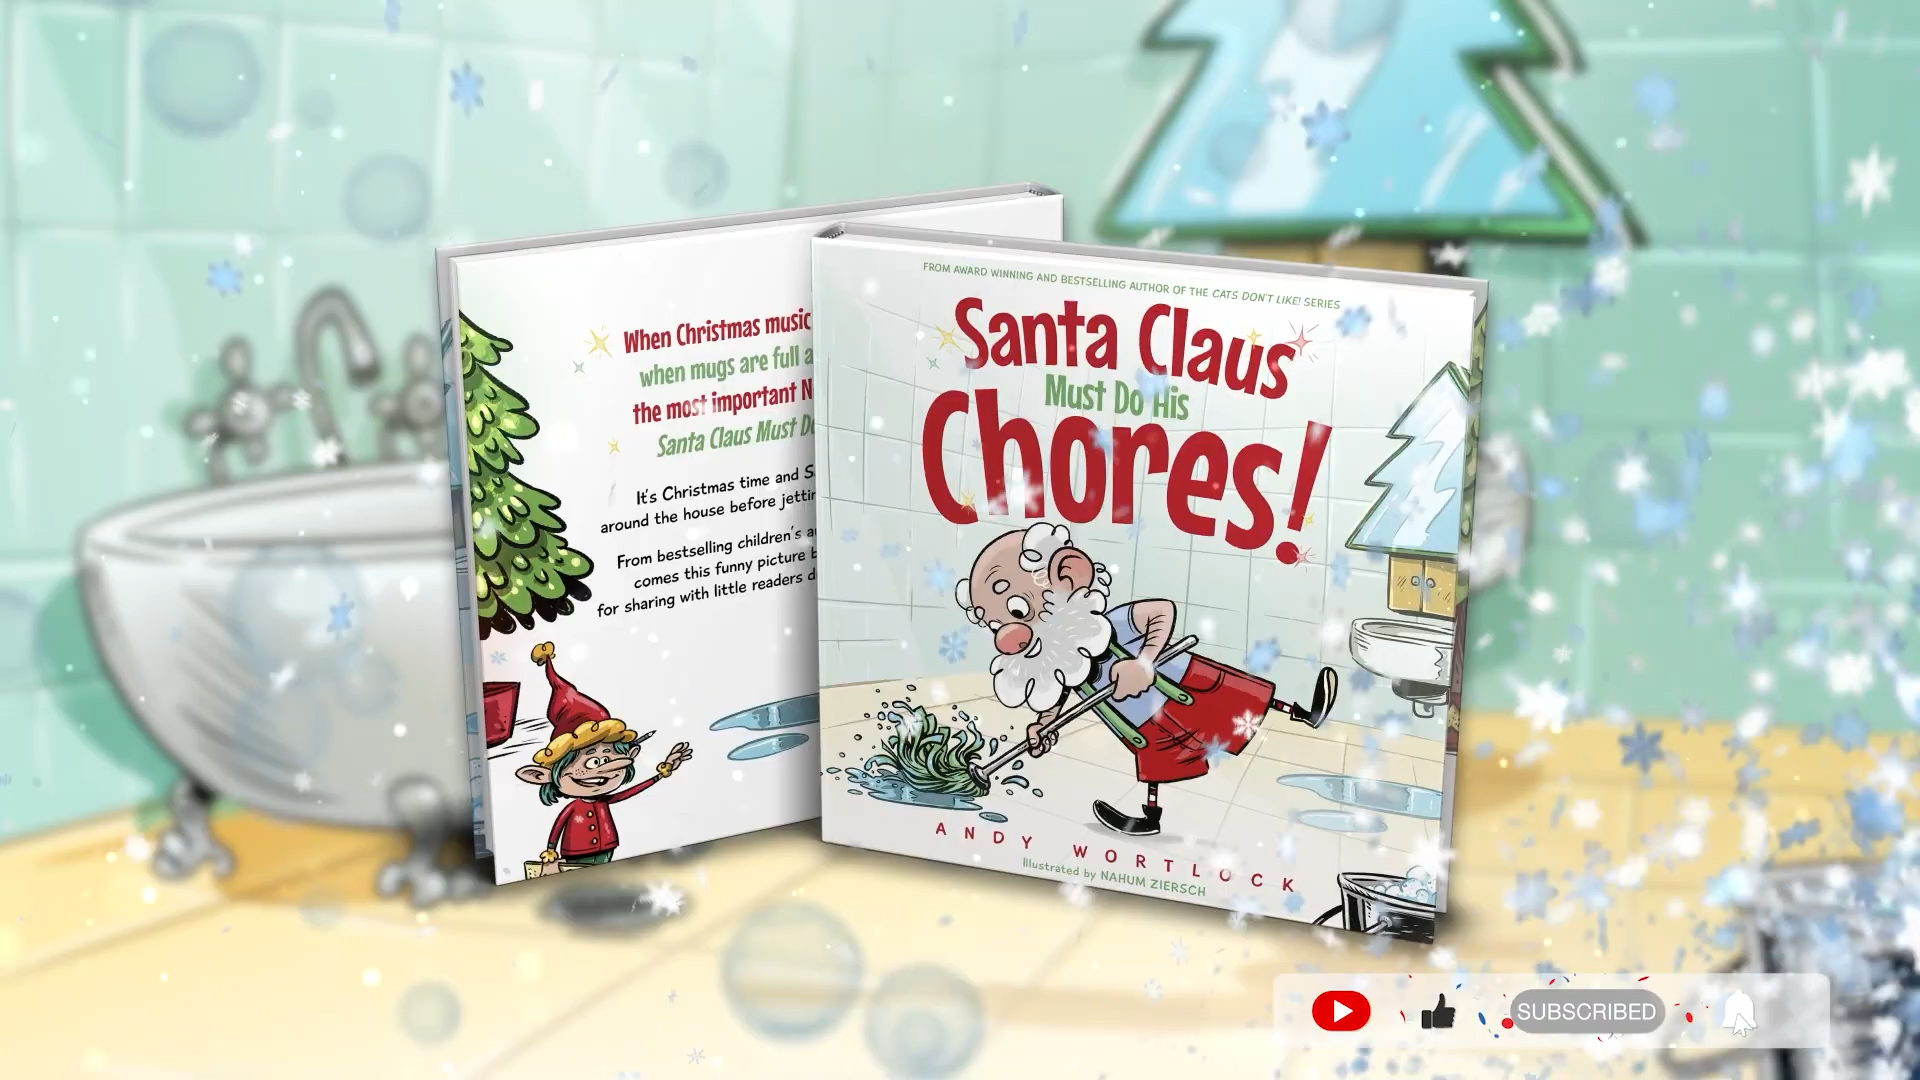 When Christmas music
when mugs are full
the most important
Santa Claus Must
It's Christmas time and
around the house before
From bestselling children's
comes this funny picture
for sharing with little readers
FROM AWARD WINNING AND BESTSELLING AUTHOR OF THE CATS DON'T LIKE! SERIES
Santa Claus
Must Do His
Chores!
ANDY WORTLOCK
Illustrated by NAHUM ZIERSCH
SUBSCRIBED